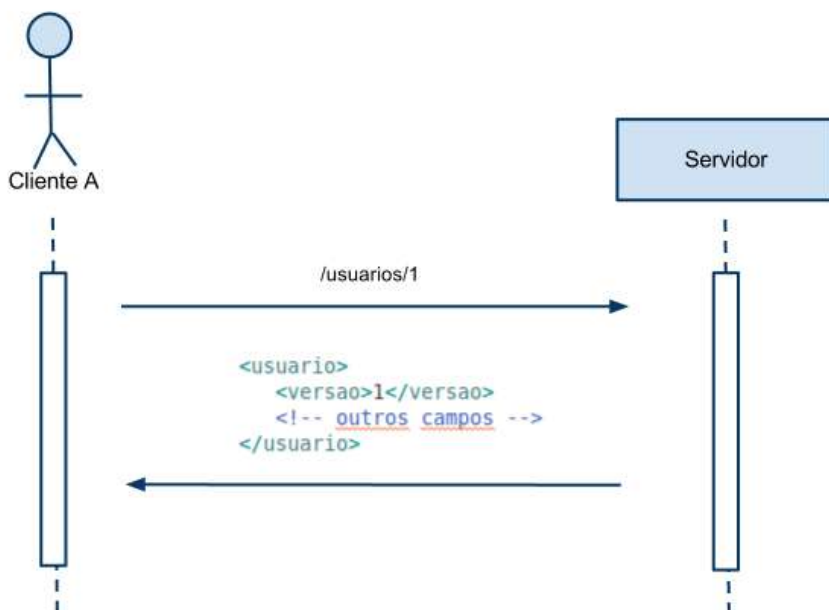 Cliente A
Servidor
/usuarios/1
<usuario>
<versao>1</versao>
<!-- outros campos -->
</usuario>